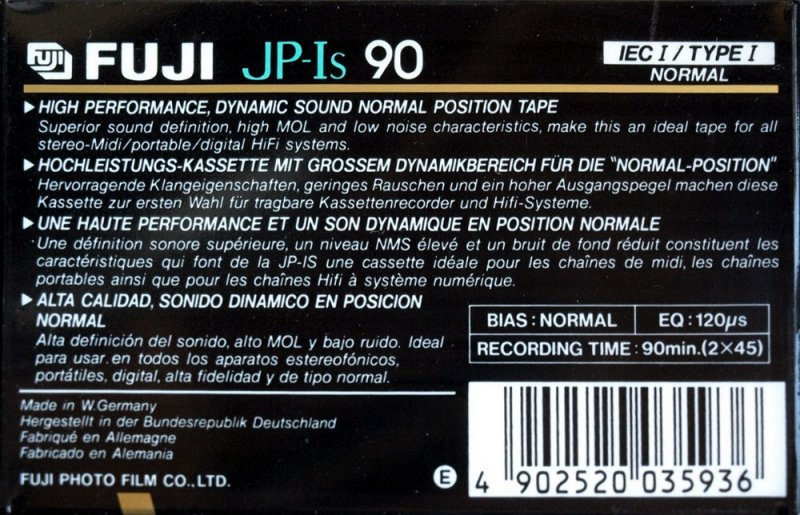 FUJI FUJI JP-Is 90 IEC I / TYPE I
NORMAL
▶ HIGH PERFORMANCE, DYNAMIC SOUND NORMAL POSITION TAPE
Superior sound definition, high MOL and low noise characteristics, make this an ideal tape for all
stereo-Midi/portable/digital HiFi systems.
▶ HOCHLEISTUNGS-KASSETTE MIT GROSSEM DYNAMIKBEREICH FÜR DIE "NORMAL-POSITION"
Hervorragende Klangeigenschaften, geringes Rauschen und ein hoher Ausgangspegel machen diese
Kassette zur ersten Wahl für tragbare Kassettenrecorder und Hifi-Systeme.
▶ UNE HAUTE PERFORMANCE ET UN SON DYNAMIQUE EN POSITION NORMALE
Une définition sonore supérieure, un niveau NMS élevé et un bruit de fond réduit constituent les
caractéristiques qui font de la JP-IS une cassette idéale pour les chaînes de midi, les chaînes
portables ainsi que pour les chaînes Hifi à système numérique.
▶ ALTA CALIDAD, SONIDO DINAMICO EN POSICION
NORMAL
Alta definición del sonido, alto MOL y bajo ruido. Ideal
para usar.en todos los aparatos estereofónicos,
portátiles, digital, alta fidelidad y de tipo normal.
BIAS : NORMAL EQ : 120µs
RECORDING TIME : 90min.(2×45)
Made in W.Germany
Hergestellt in der Bundesrepublik Deutschland
Fabriqué en Allemagne
Fabricado en Alemania
FUJI PHOTO FILM CO.,LTD. E 4 902520 035936